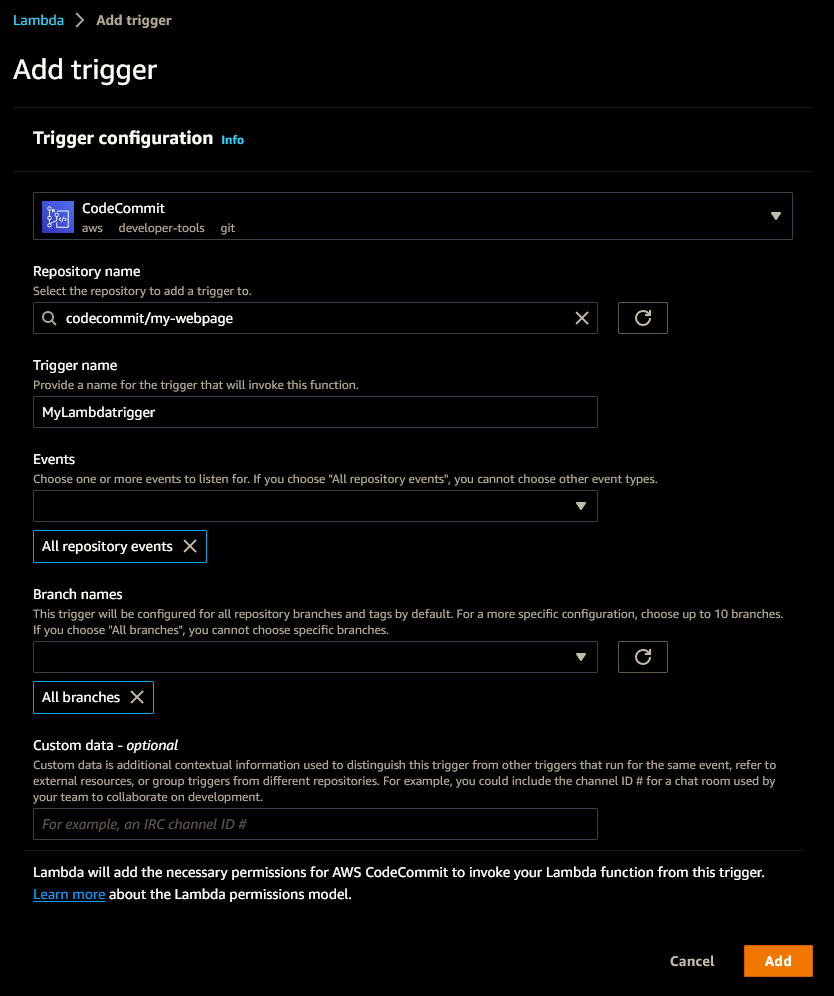 Lambda > Add trigger
Add trigger
Trigger configuration Info
CodeCommit
aws developer-tools git
Repository name
Select the repository to add a trigger to.
codecommit/my-webpage
Trigger name
Provide a name for the trigger that will invoke this function.
MyLambdatrigger
Events
Choose one or more events to listen for. If you choose "All repository events", you cannot choose other event types.
All repository events
Branch names
This trigger will be configured for all repository branches and tags by default. For a more specific configuration, choose up to 10 branches.
If you choose "All branches", you cannot choose specific branches.
All branches
Custom data - optional
Custom data is additional contextual information used to distinguish this trigger from other triggers that run for the same event, refer to
external resources, or group triggers from different repositories. For example, you could include the channel ID # for a chat room used by
your team to collaborate on development.
For example, an IRC channel ID #
Lambda will add the necessary permissions for AWS CodeCommit to invoke your Lambda function from this trigger.
Learn more about the Lambda permissions model.
Cancel Add